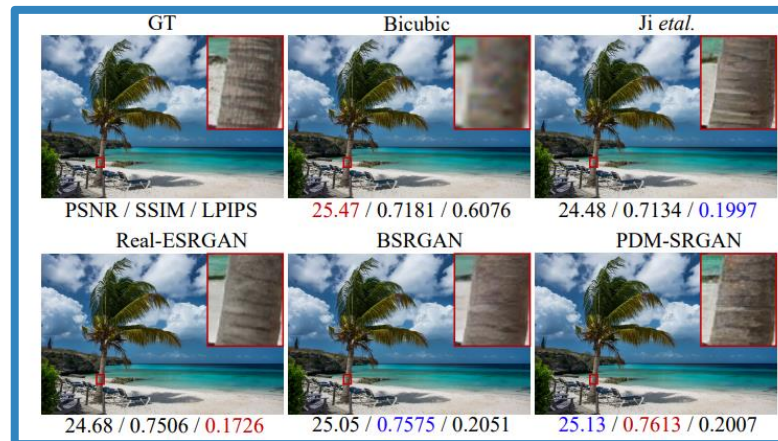 GT Bicubic Ji etal.
PSNR / SSIM / LPIPS 25.47 / 0.7181 / 0.6076 24.48 / 0.7134 / 0.1997
Real-ESRGAN BSRGAN PDM-SRGAN
24.68 / 0.7506 / 0.1726 25.05 / 0.7575 / 0.2051 25.13 / 0.7613 / 0.2007